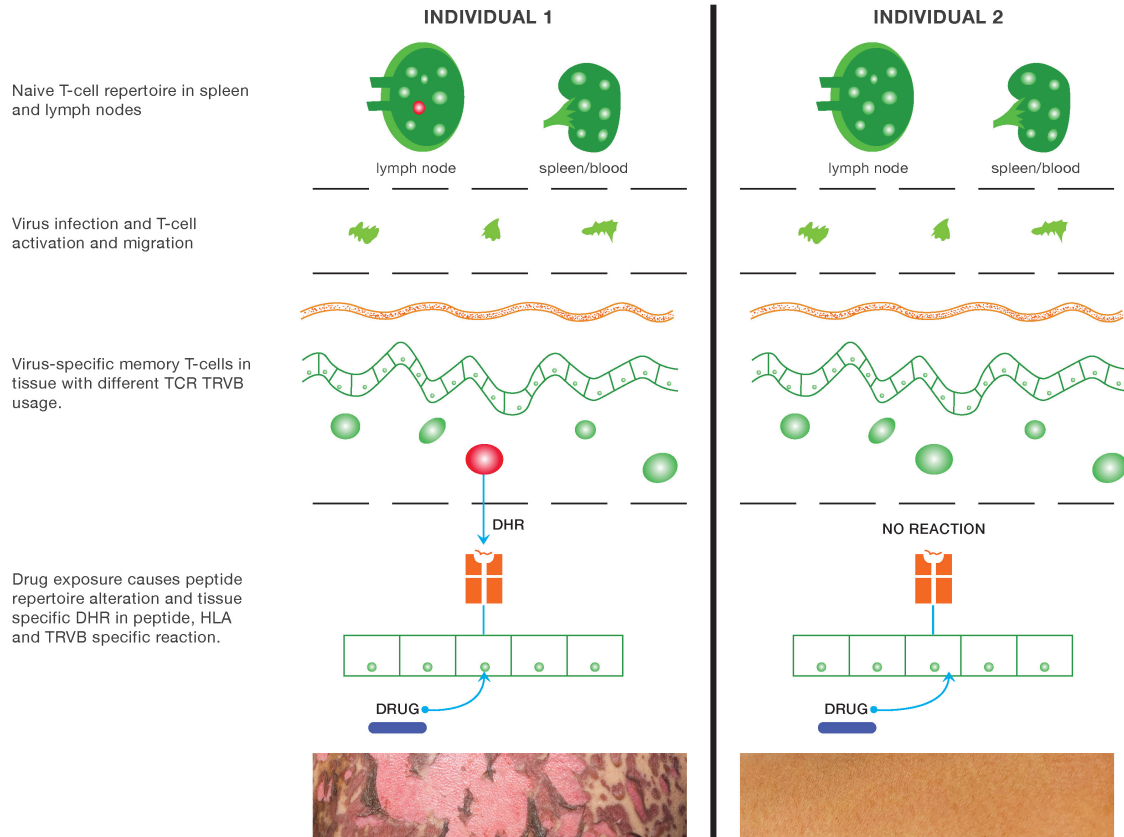 INDIVIDUAL 1
INDIVIDUAL 2
Naive T-cell repertoire in spleen
and lymph nodes
lymph node
spleen/blood
lymph node
spleen/blood
Virus infection and T-cell
activation and migration
Virus-specific memory T-cells in
tissue with different TCR TRVB
usage.
DHR
NO REACTION
Drug exposure causes peptide
repertoire alteration and tissue
specific DHR in peptide, HLA
and TRVB specific reaction.
DRUG
DRUG